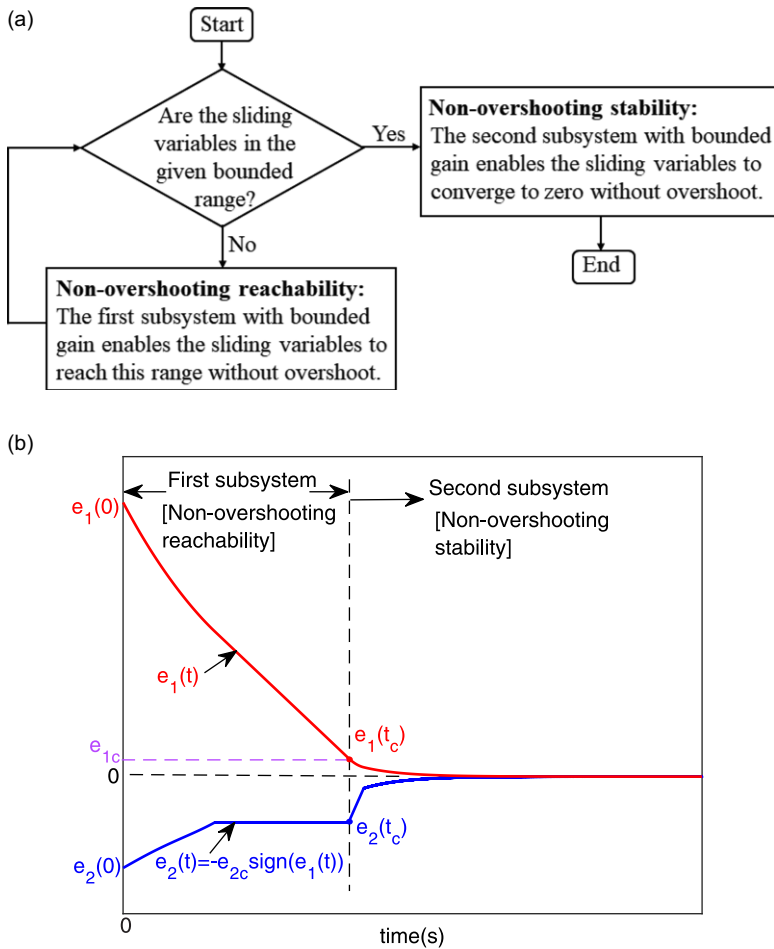 (a)
Start
Are the sliding
variables in the
given bounded
range?
Yes
No
Non-overshooting stability:
The second subsystem with bounded
gain enables the sliding variables to
converge to zero without overshoot.
End
Non-overshooting reachability:
The first subsystem with bounded
gain enables the sliding variables to
reach this range without overshoot.
(b)
First subsystem
[Non-overshooting
reachability]
Second subsystem
[Non-overshooting
stability]
e1(0)
e1(t)
e1c
e1(tc)
0
e2(0)
e2(t)=-e2csign(e1(t))
e2(tc)
0
time(s)